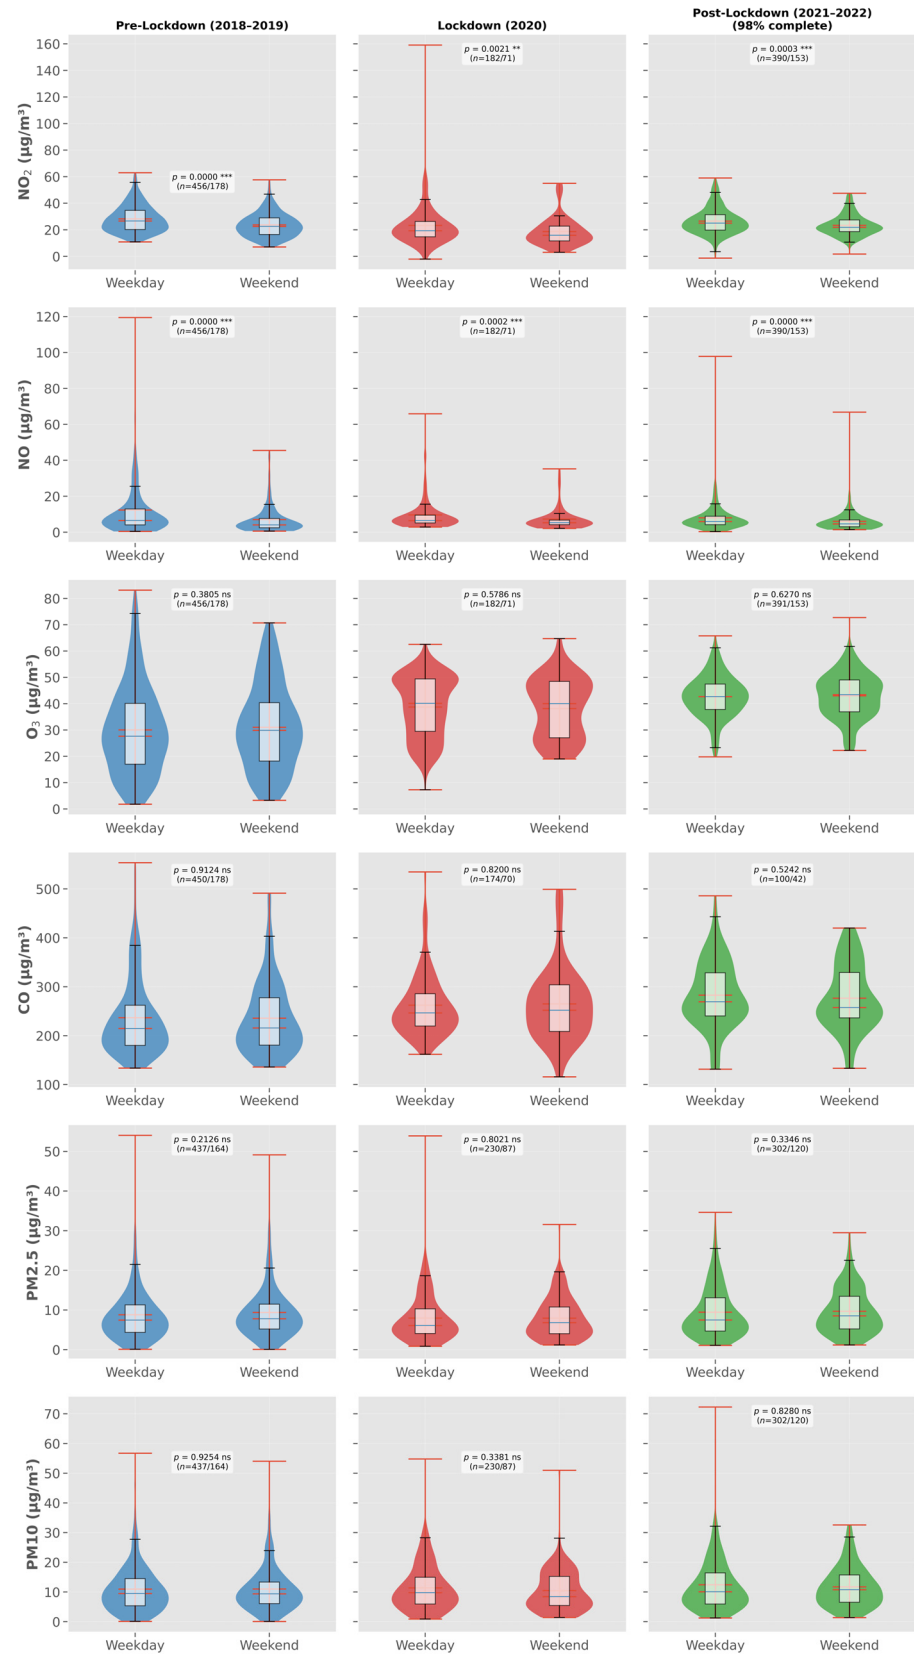 Pre-Lockdown (2018–2019)
Lockdown (2020)
Post-Lockdown (2021–2022)
(98% complete)
NO₂ (μg/m³)
160
140
120
100
80
60
40
20
0
p = 0.0000 ***
(n=456/178)
p = 0.0021 **
(n=182/71)
p = 0.0003 ***
(n=390/153)
Weekday Weekend
Weekday Weekend
Weekday Weekend
NO (μg/m³)
120
100
80
60
40
20
0
p = 0.0000 ***
(n=456/178)
p = 0.0002 ***
(n=182/71)
p = 0.0000 ***
(n=390/153)
Weekday Weekend
Weekday Weekend
Weekday Weekend
O₃ (μg/m³)
80
70
60
50
40
30
20
10
0
p = 0.3805 ns
(n=456/178)
p = 0.5786 ns
(n=182/71)
p = 0.6270 ns
(n=391/153)
Weekday Weekend
Weekday Weekend
Weekday Weekend
CO (μg/m³)
500
400
300
200
100
p = 0.9124 ns
(n=450/178)
p = 0.8200 ns
(n=174/70)
p = 0.5242 ns
(n=100/42)
Weekday Weekend
Weekday Weekend
Weekday Weekend
PM2.5 (μg/m³)
50
40
30
20
10
0
p = 0.2126 ns
(n=437/164)
p = 0.8021 ns
(n=230/87)
p = 0.3346 ns
(n=302/120)
Weekday Weekend
Weekday Weekend
Weekday Weekend
PM10 (μg/m³)
70
60
50
40
30
20
10
0
p = 0.9254 ns
(n=437/164)
p = 0.3381 ns
(n=230/87)
p = 0.8280 ns
(n=302/120)
Weekday Weekend
Weekday Weekend
Weekday Weekend